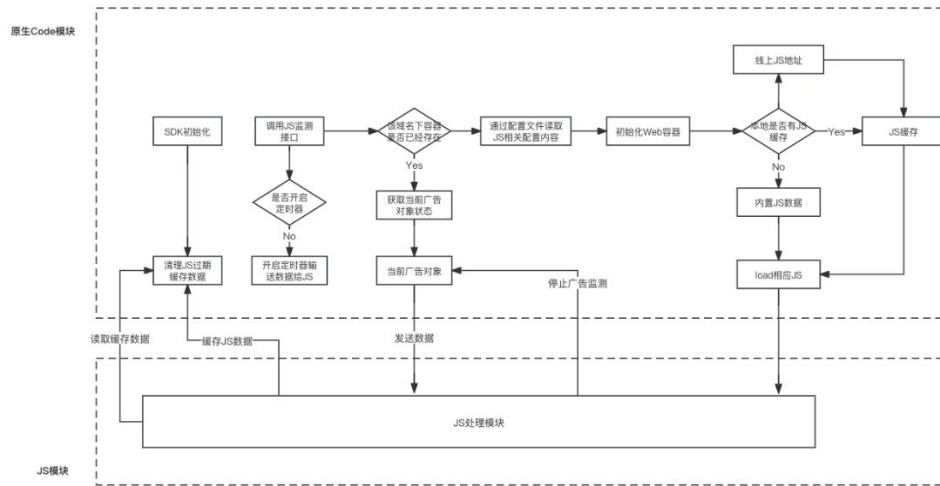 原生Code模块
线上JS地址
SDK初始化
调用JS监测
接口
该域名下容器
是否已经存在
通过配置文件读取
JS相关配置内容
初始化Web容器
本地是否有JS
缓存
Yes
JS缓存
Yes
No
是否开启
定时器
获取当前广告
对象状态
内置JS数据
No
清理JS过期
缓存数据
开启定时器输
送数据给JS
当前广告对象
停止广告监测
load相应JS
读取缓存数据
缓存JS数据
发送数据
JS处理模块
JS模块